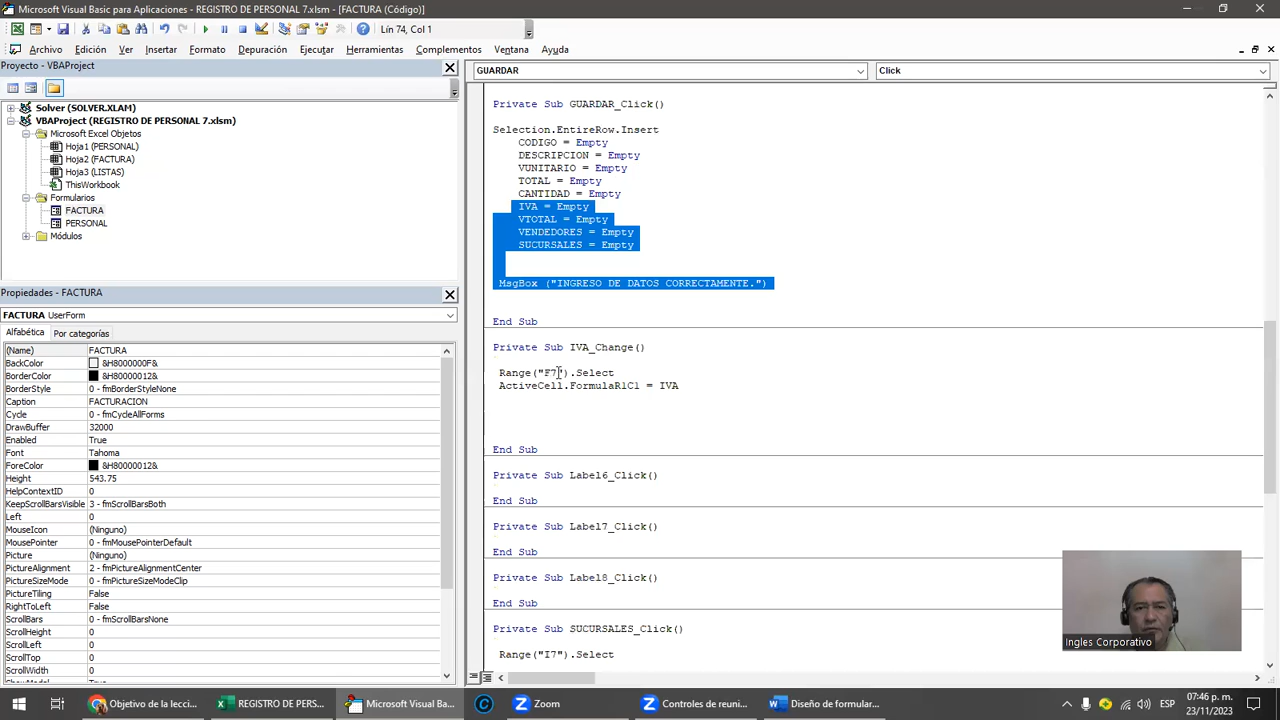 Microsoft Visual Basic para Aplicaciones - REGISTRO DE PERSONAL 7.xlsm - [FACTURA (Código)]
Lín 74, Col 1
Archivo Edición Ver Insertar Formato Depuración Ejecutar Herramientas Complementos Ventana Ayuda
Proyecto - VBAProject
Solver (SOLVER.XLAM)
VBAProject (REGISTRO DE PERSONAL 7.xlsm)
Microsoft Excel Objetos
Hoja1 (PERSONAL)
Hoja2 (FACTURA)
Hoja3 (LISTAS)
ThisWorkbook
Formularios
FACTURA
PERSONAL
Módulos
Propiedades - FACTURA
FACTURA UserForm
Alfabética Por categorías
(Name) FACTURA
BackColor &H8000000F&
BorderColor &H80000012&
BorderStyle 0 - fmBorderStyleNone
Caption FACTURACION
Cycle 0 - fmCycleAllForms
DrawBuffer 32000
Enabled True
Font Tahoma
ForeColor &H80000012&
Height 543.75
HelpContextID 0
KeepScrollBarsVisible 3 - fmScrollBarsBoth
Left 0
MouseIcon (Ninguno)
MousePointer 0 - fmMousePointerDefault
Picture (Ninguno)
PictureAlignment 2 - fmPictureAlignmentCenter
PictureSizeMode 0 - fmPictureSizeModeClip
PictureTiling False
RightToLeft False
ScrollBars 0 - fmScrollBarsNone
ScrollHeight 0
ScrollLeft 0
ScrollTop 0
ScrollWidth 0
ShowModal True
GUARDAR Click
Private Sub GUARDAR_Click()
Selection.EntireRow.Insert
CODIGO = Empty
DESCRIPCION = Empty
VUNITARIO = Empty
TOTAL = Empty
CANTIDAD = Empty
IVA = Empty
VTOTAL = Empty
VENDEDORES = Empty
SUCURSALES = Empty
MsgBox ("INGRESO DE DATOS CORRECTAMENTE.")
End Sub
Private Sub IVA_Change()
Range("F7").Select
ActiveCell.FormulaR1C1 = IVA
End Sub
Private Sub Label6_Click()
End Sub
Private Sub Label7_Click()
End Sub
Private Sub Label8_Click()
End Sub
Private Sub SUCURSALES_Click()
Range("I7").Select
Ingles Corporativo
Objetivo de la lecci...
REGISTRO DE PERS...
Microsoft Visual Bas...
Zoom
Controles de reuni...
Diseño de formular...
ESP
07:46 p. m.
23/11/2023